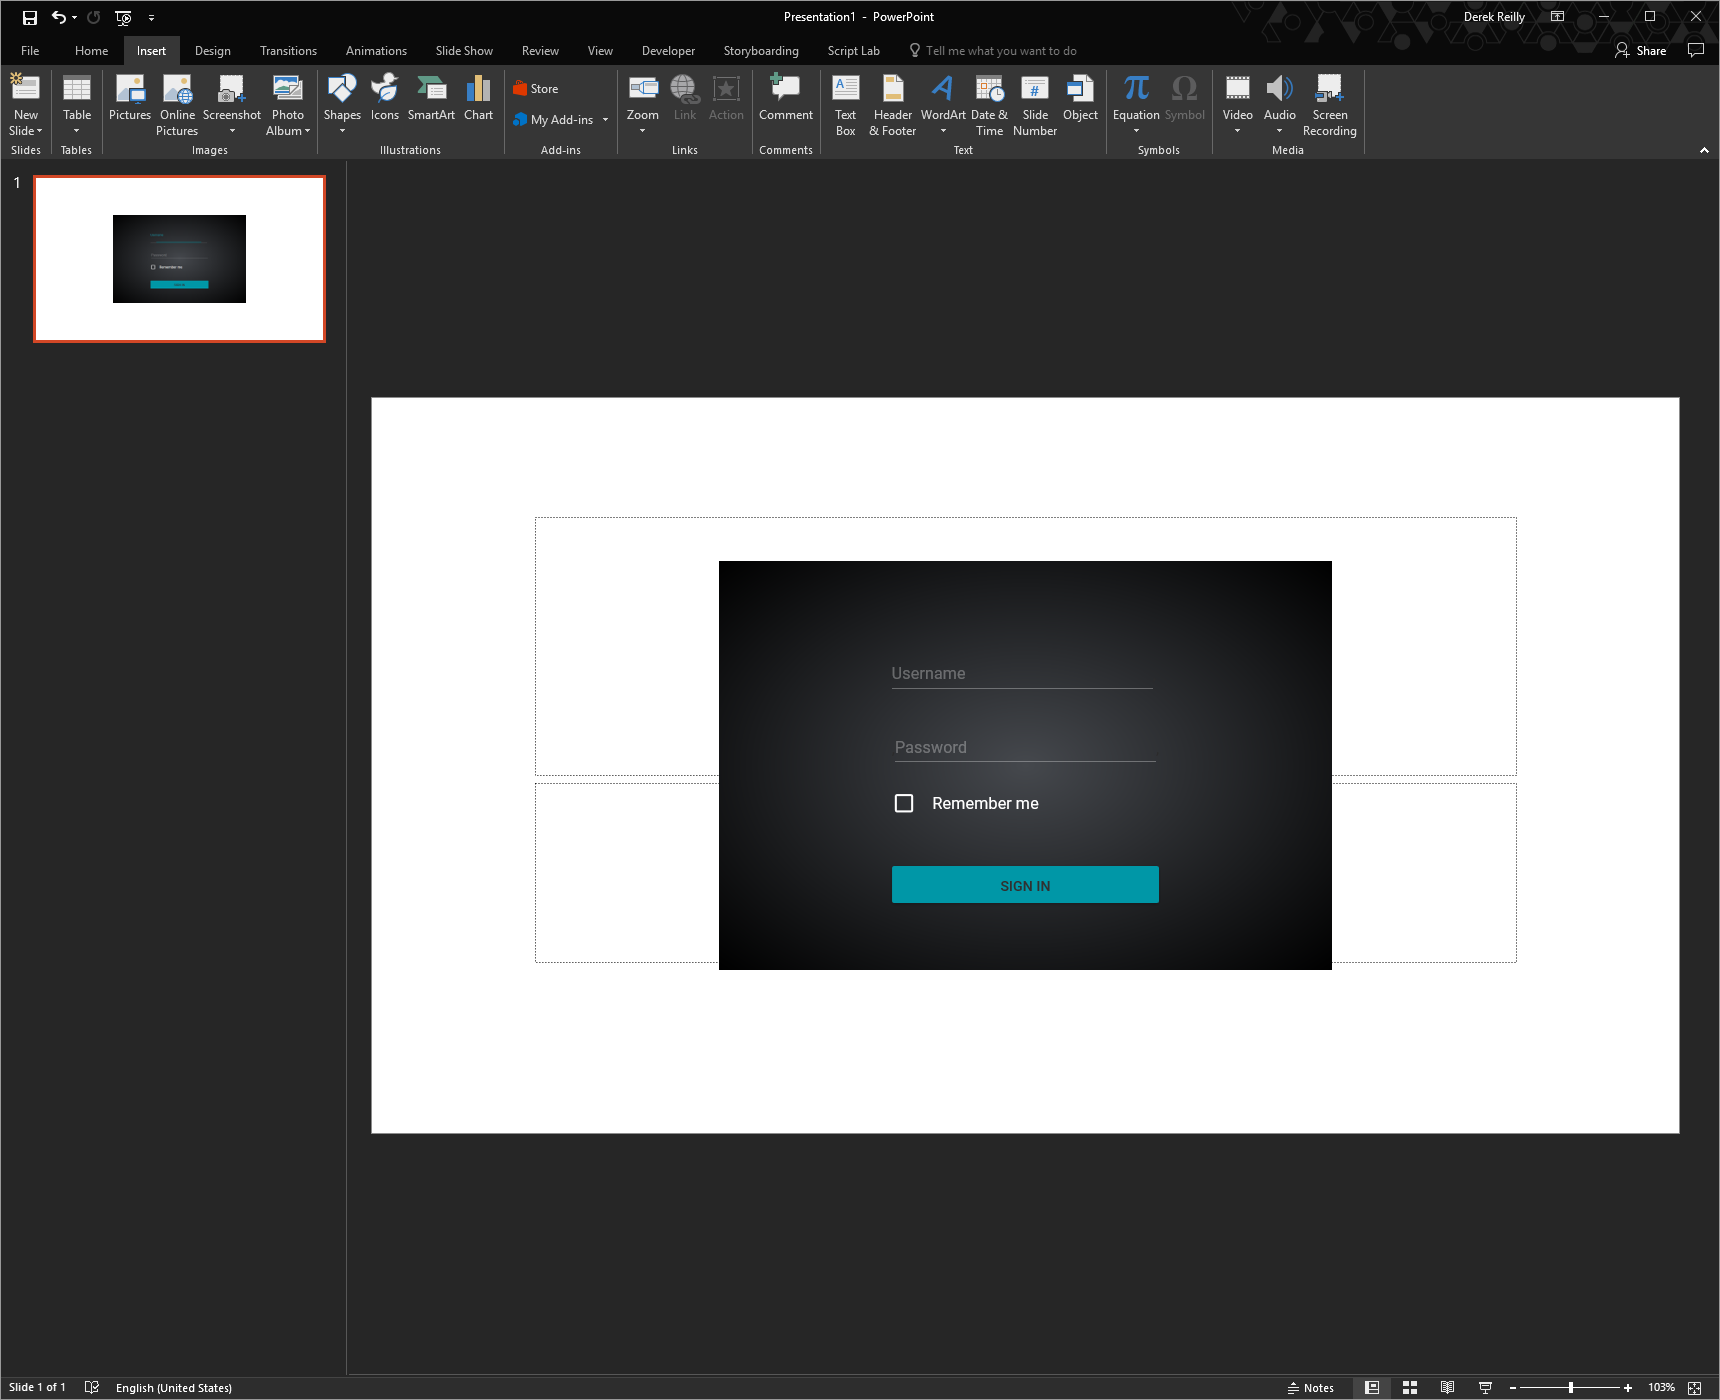 Presentation1 - PowerPoint
Derek Reilly
File Home Insert Design Transitions Animations Slide Show Review View Developer Storyboarding Script Lab Tell me what you want to do Share
New Slide
Table
Pictures
Online Pictures
Screenshot
Photo Album
Shapes
Icons
SmartArt
Chart
Store
My Add-ins
Zoom
Link
Action
Comment
Text Box
Header & Footer
WordArt
Date & Time
Slide Number
Object
Equation
Symbol
Video
Audio
Screen Recording
Slides Tables Images Illustrations Add-ins Links Comments Text Symbols Media
1
Remember me
Username
Password
Remember me
SIGN IN
Slide 1 of 1 English (United States) Notes 103%